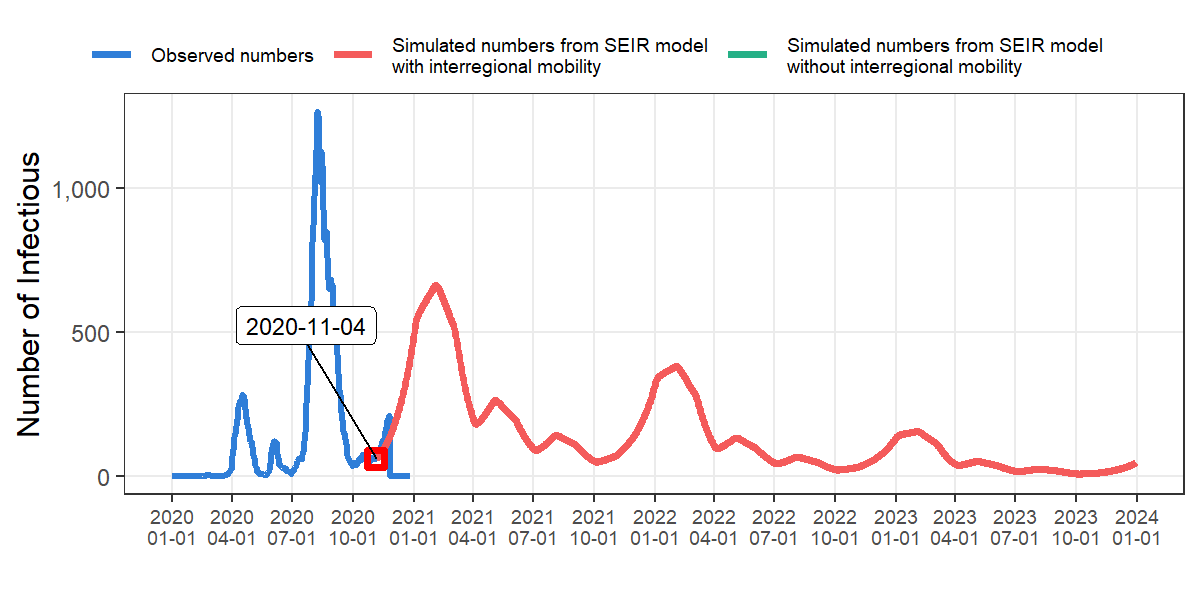 Observed numbers
Simulated numbers from SEIR model
with interregional mobility
Simulated numbers from SEIR model
without interregional mobility
Number of Infectious
1,000
500
0
2020-11-04
2020 2020 2020 2020 2021 2021 2021 2021 2022 2022 2022 2022 2023 2023 2023 2023 2024
01-01 04-01 07-01 10-01 01-01 04-01 07-01 10-01 01-01 04-01 07-01 10-01 01-01 04-01 07-01 10-01 01-01